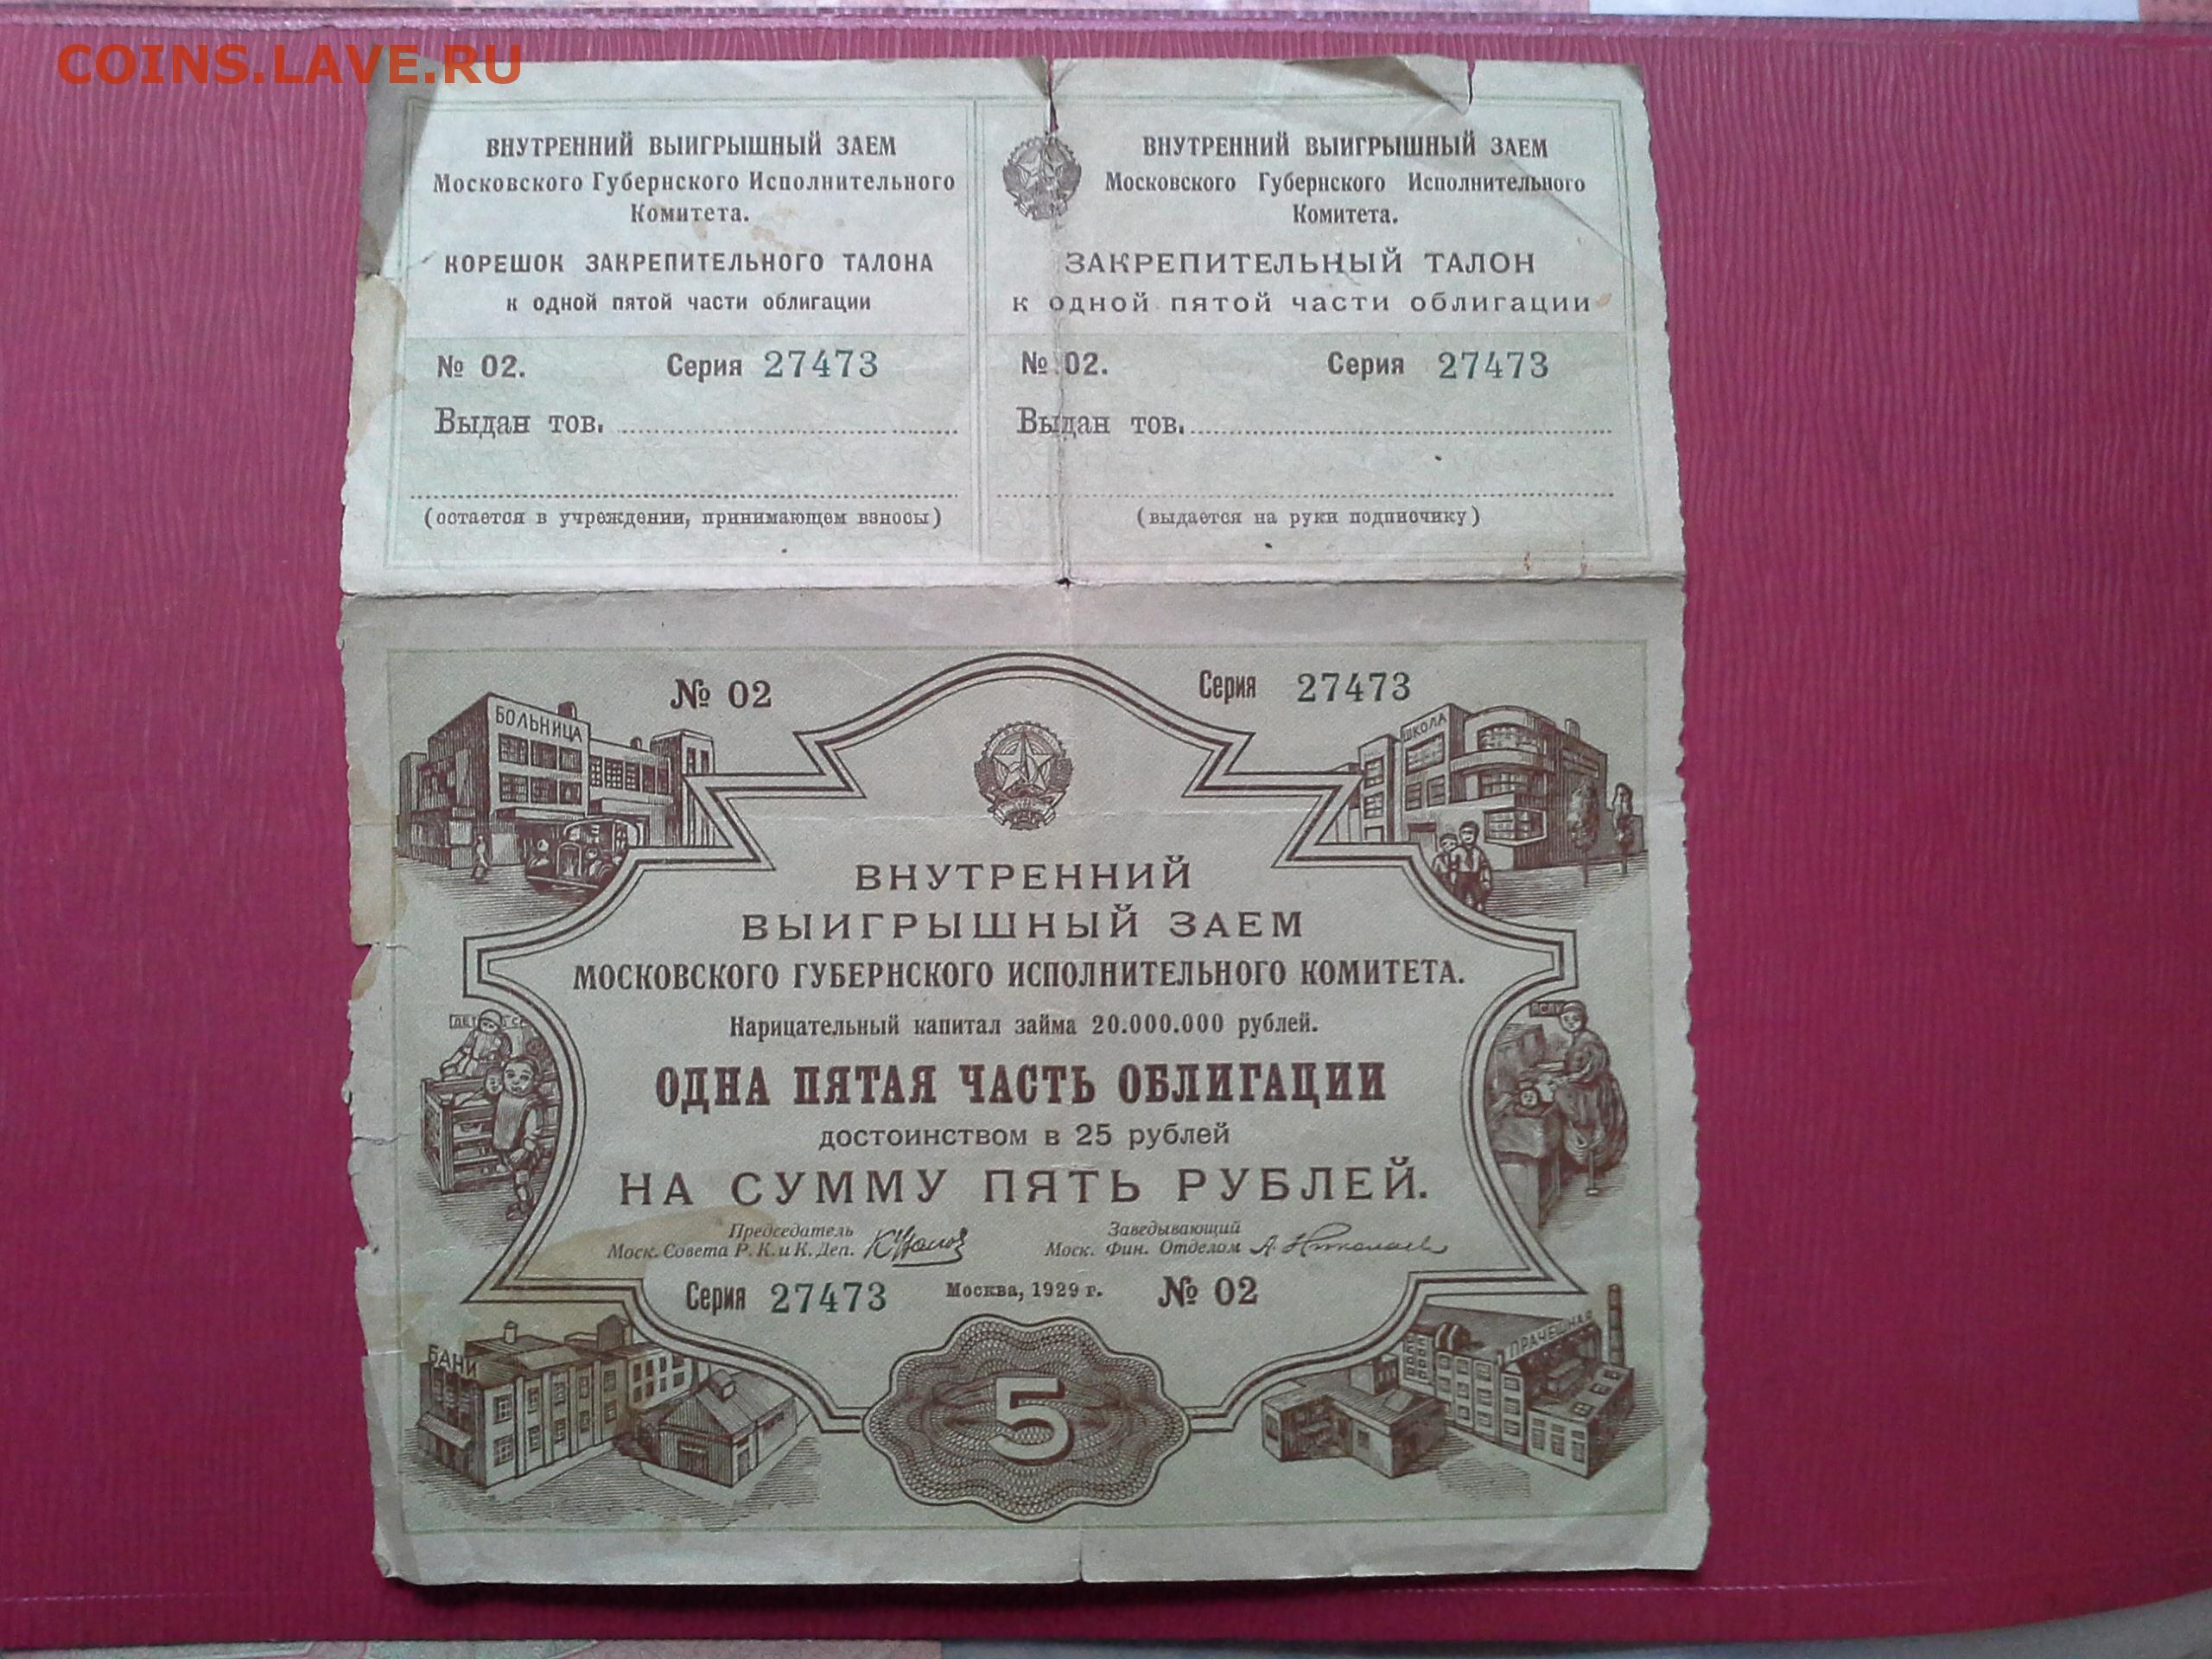 COINS.LAVE.RU
ВНУТРЕННИЙ ВЫИГРЫШНЫЙ ЗАЕМ
Московского Губернского Исполнительного
Комитета.
КОРЕШОК ЗАКРЕПИТЕЛЬНОГО ТАЛОНА
к одной пятой части облигации
№ 02. Серия 27473
Выдан тов.
(остается в учреждении, принимающем взносы)
ВНУТРЕННИЙ ВЫИГРЫШНЫЙ ЗАЕМ
Московского Губернского Исполнительного
Комитета.
ЗАКРЕПИТЕЛЬНЫЙ ТАЛОН
к одной пятой части облигации
№ 02. Серия 27473
Выдан тов.
(выдается на руки подписчику)
№ 02 Серия 27473
БОЛЬНИЦА
ШКОЛА
ВНУТРЕННИЙ
ВЫИГРЫШНЫЙ ЗАЕМ
МОСКОВСКОГО ГУБЕРНСКОГО ИСПОЛНИТЕЛЬНОГО КОМИТЕТА.
Нарицательный капитал займа 20.000.000 рублей.
ОДНА ПЯТАЯ ЧАСТЬ ОБЛИГАЦИИ
достоинством в 25 рублей
НА СУММУ ПЯТЬ РУБЛЕЙ.
Председатель
Моск. Совета Р. К. и К. Деп.
Заведывающий
Моск. Фин. Отделом А. Николаев
Серия 27473 Москва, 1929 г. № 02
БАНИ
ПРАЧЕШНАЯ
5